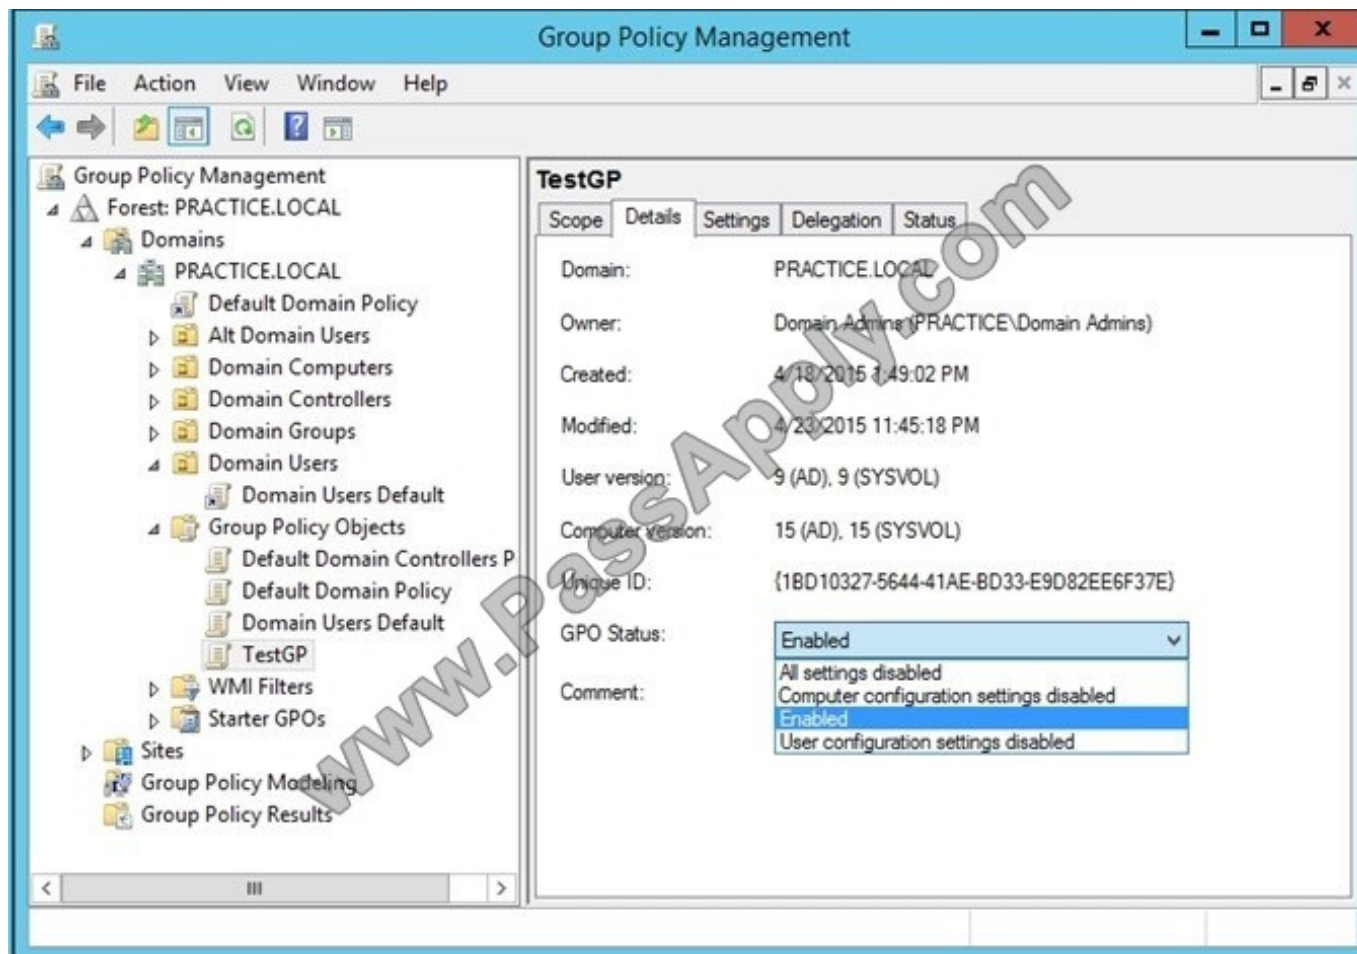 Group Policy Management
File Action View Window Help
Group Policy Management
Forest: PRACTICE.LOCAL
Domains
PRACTICE.LOCAL
Default Domain Policy
Alt Domain Users
Domain Computers
Domain Controllers
Domain Groups
Domain Users
Domain Users Default
Group Policy Objects
Default Domain Controllers P
Default Domain Policy
Domain Users Default
TestGP
WMI Filters
Starter GPOs
Sites
Group Policy Modeling
Group Policy Results
TestGP
Scope Details Settings Delegation Status
Domain: PRACTICE.LOCAL
Owner: Domain Admins (PRACTICE\Domain Admins)
Created: 4/18/2015 1:49:02 PM
Modified: 4/23/2015 11:45:18 PM
User version: 9 (AD), 9 (SYSVOL)
Computer version: 15 (AD), 15 (SYSVOL)
Unique ID: {1BD10327-5644-41AE-BD33-E9D82EE6F37E}
GPO Status: Enabled
All settings disabled
Computer configuration settings disabled
Enabled
User configuration settings disabled
Comment:
www.PassApply.com